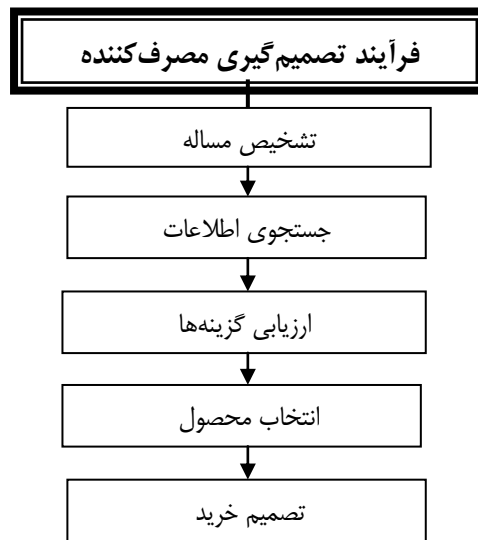 فرآیند تصمیم‌گیری مصرف‌کننده
تشخیص مساله
جستجوی اطلاعات
ارزیابی گزینه‌ها
انتخاب محصول
تصمیم خرید